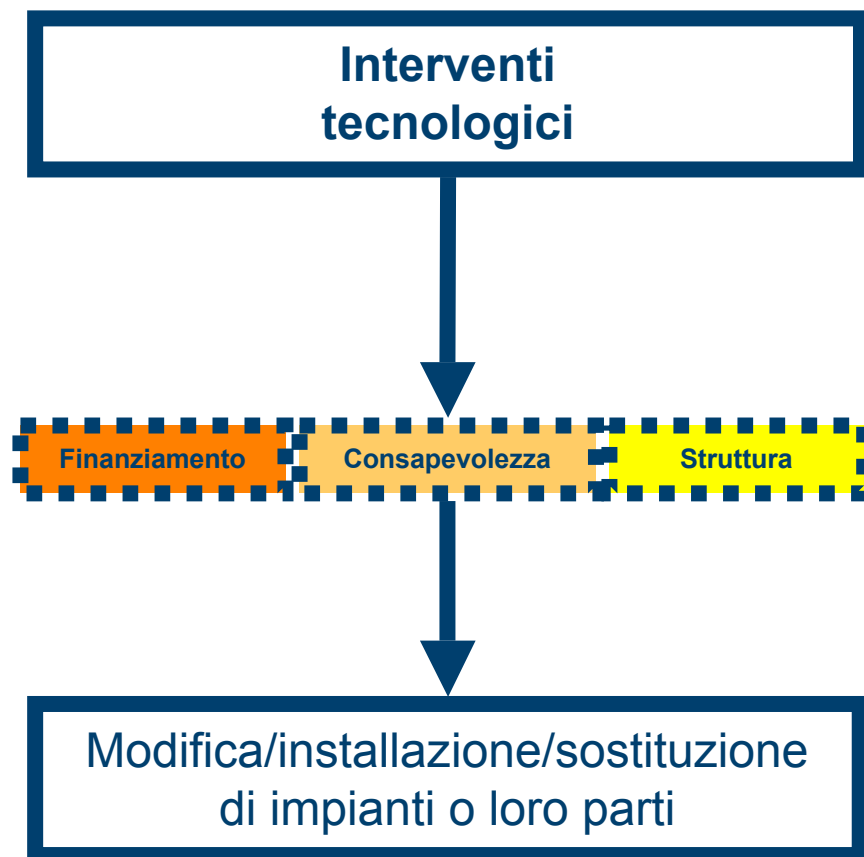 Interventi
tecnologici
Finanziamento
Consapevolezza
Struttura
Modifica/installazione/sostituzione
di impianti o loro parti